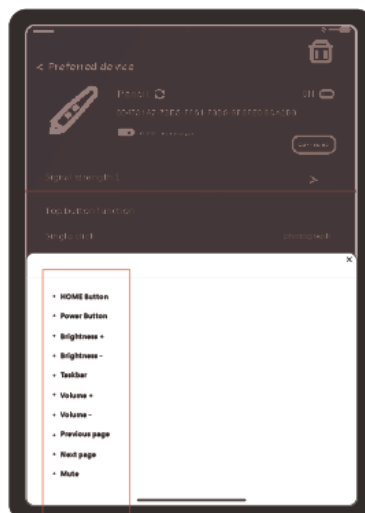 < Preferred device
Pencil
Signal strength:
Top button function
Single click photograph
×
+ HOME Button
+ Power Button
+ Brightness +
+ Brightness -
+ Taskbar
+ Volume +
+ Volume -
+ Previous page
+ Next page
+ Mute